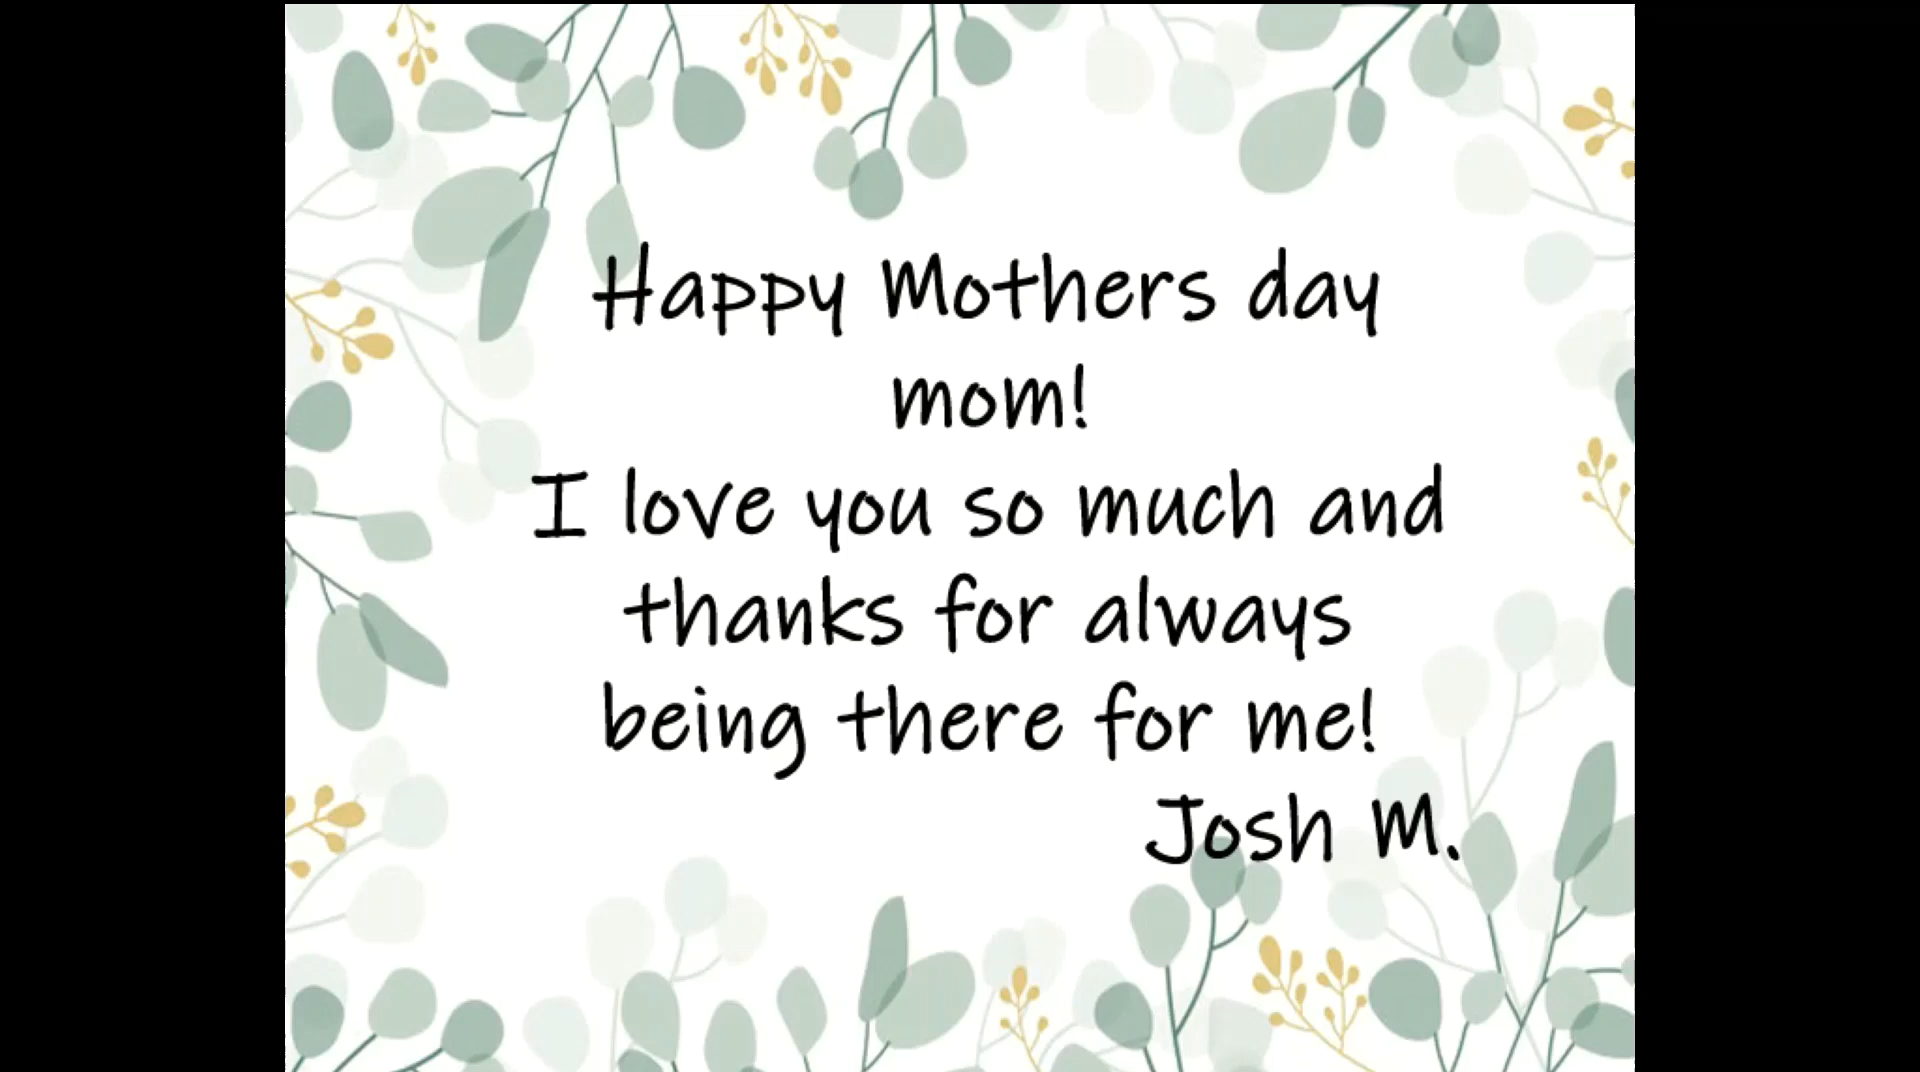 Happy Mothers day
mom!
I love you so much and
thanks for always
being there for me!
Josh M.